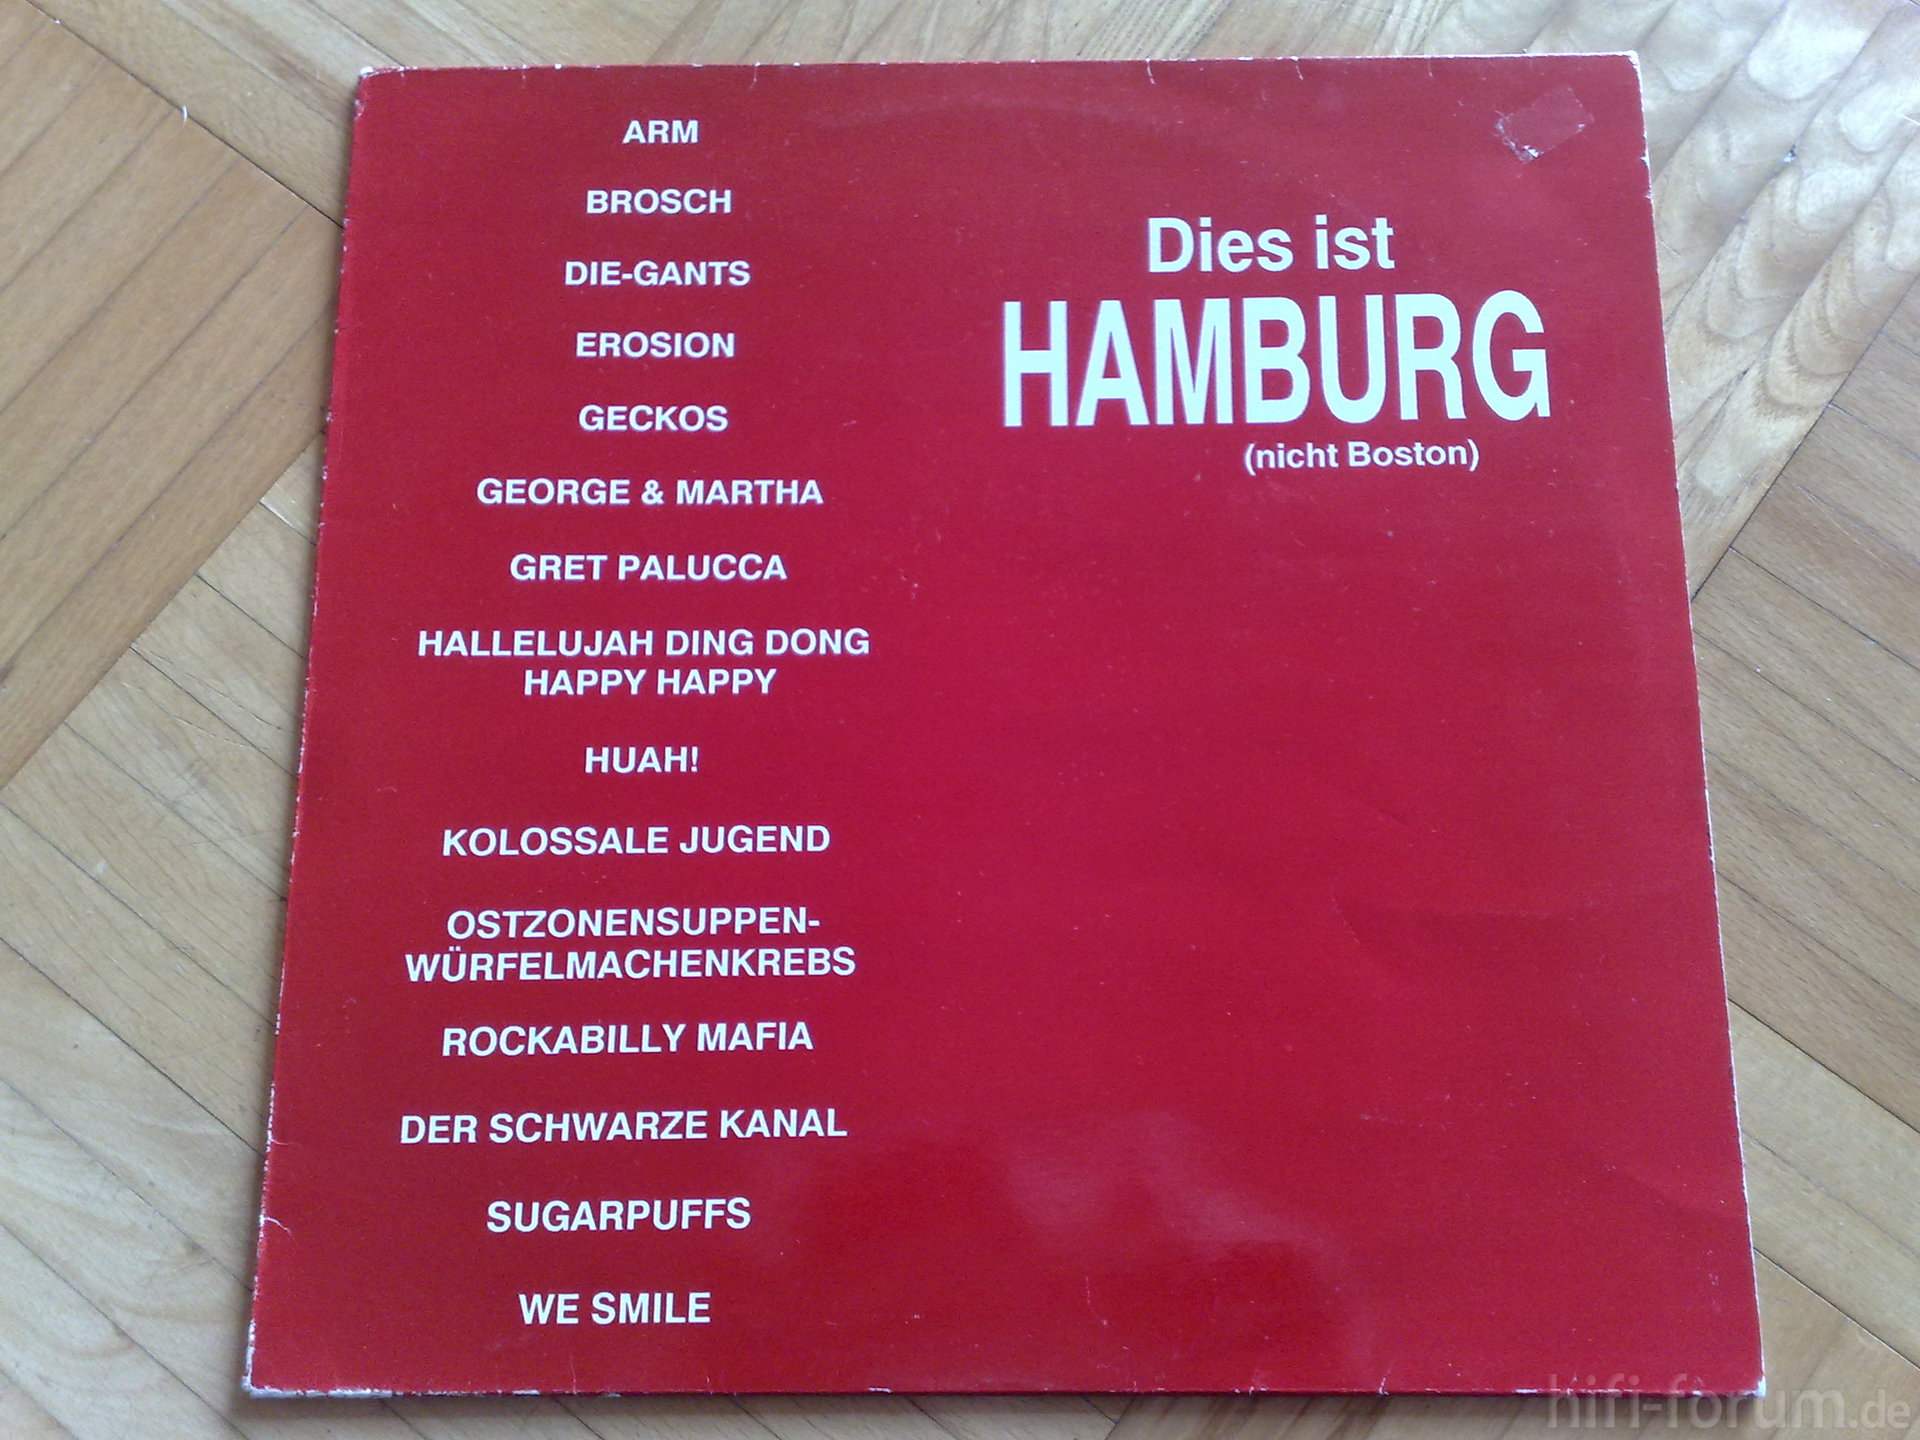 ARM
BROSCH
DIE-GANTS
EROSION
GECKOS
GEORGE & MARTHA
GRET PALUCCA
HALLELUJAH DING DONG
HAPPY HAPPY
HUAH!
KOLOSSALE JUGEND
OSTZONENSUPPEN-
WÜRFELMACHENKREBS
ROCKABILLY MAFIA
DER SCHWARZE KANAL
SUGARPUFFS
WE SMILE
Dies ist
HAMBURG
(nicht Boston)
hifi-forum.de